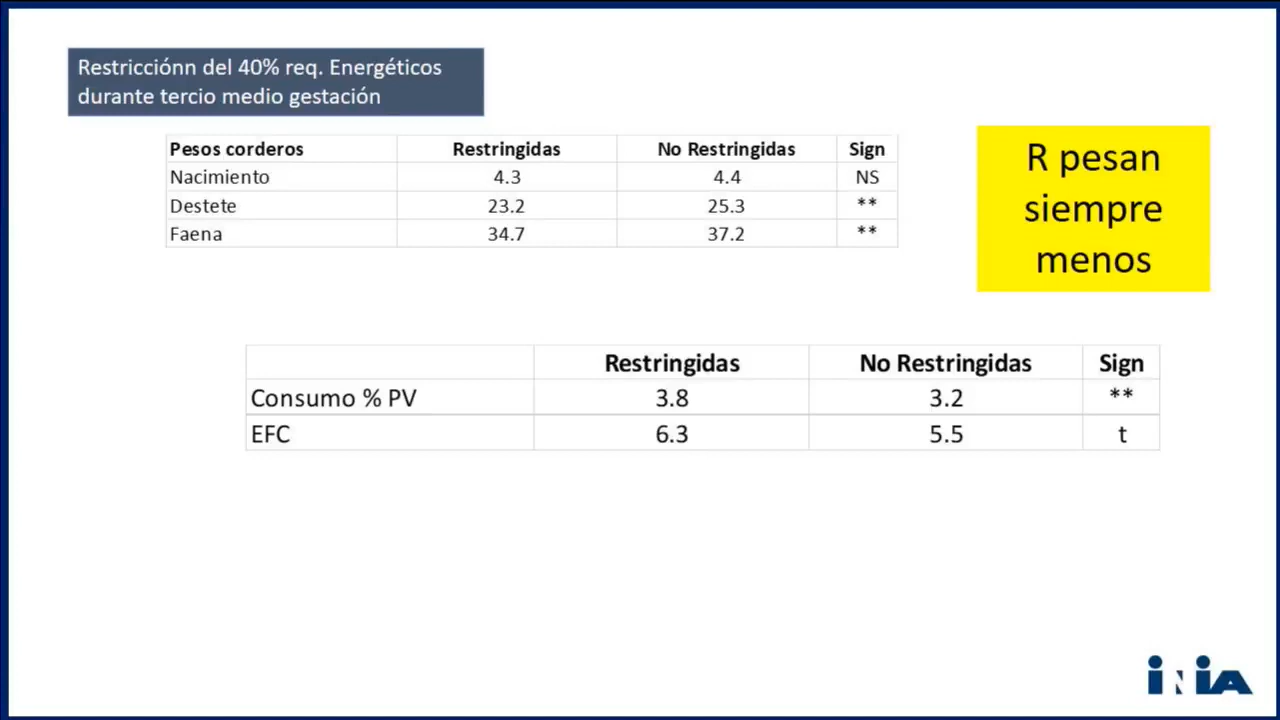 Restricciónn del 40% req. Energéticos
durante tercio medio gestación
Pesos corderos Restringidas No Restringidas Sign
Nacimiento 4.3 4.4 NS
Destete 23.2 25.3 **
Faena 34.7 37.2 **
R pesan
siempre
menos
Restringidas No Restringidas Sign
Consumo % PV 3.8 3.2 **
EFC 6.3 5.5 t
iNiA